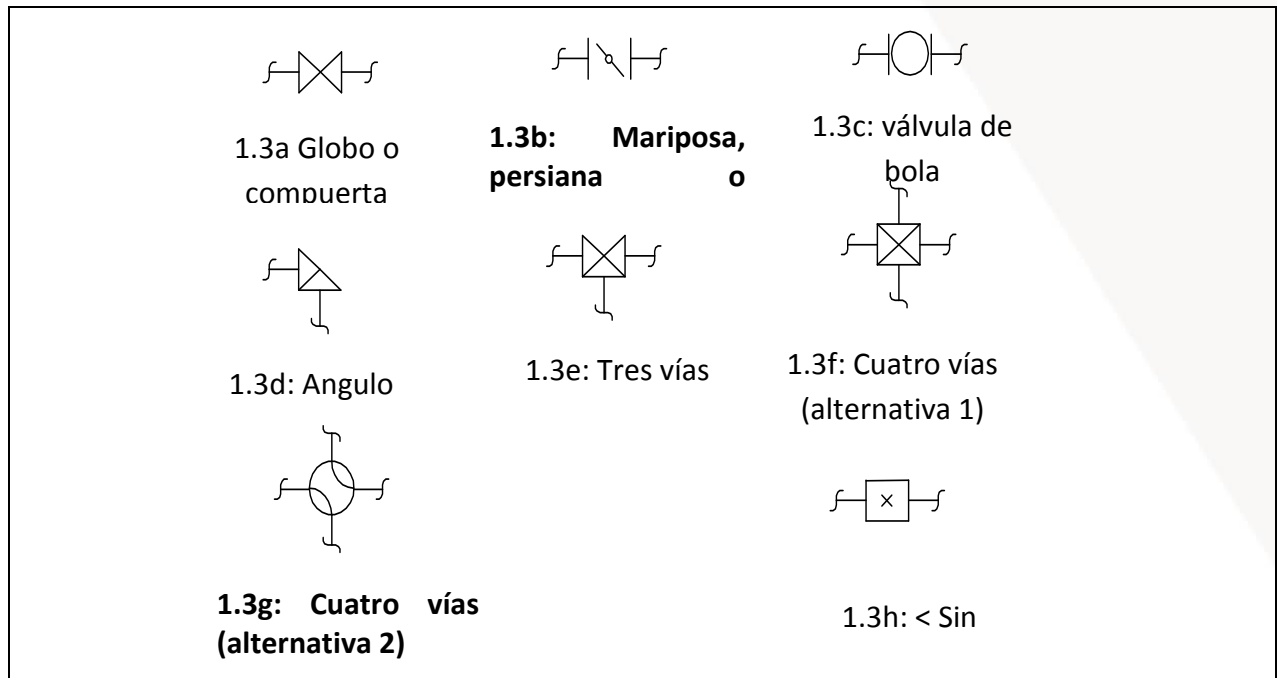 1.3a Globo o
compuerta
1.3b: Mariposa,
persiana o
1.3c: válvula de
bola
1.3d: Angulo
1.3e: Tres vías
1.3f: Cuatro vías
(alternativa 1)
1.3g: Cuatro vías
(alternativa 2)
1.3h: < Sin